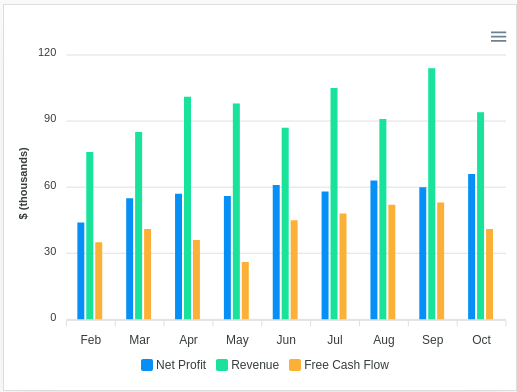 120
90
60
30
0
$ (thousands)
Feb Mar Apr May Jun Jul Aug Sep Oct
Net Profit Revenue Free Cash Flow